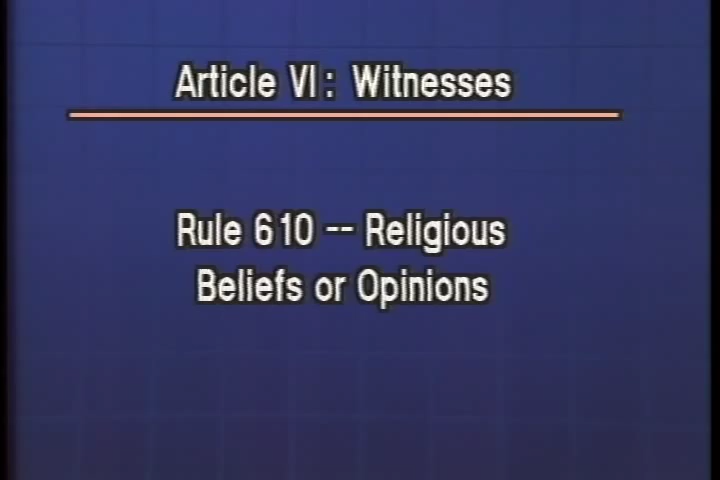 Article VI: Witnesses
Rule 610 -- Religious
Beliefs or Opinions